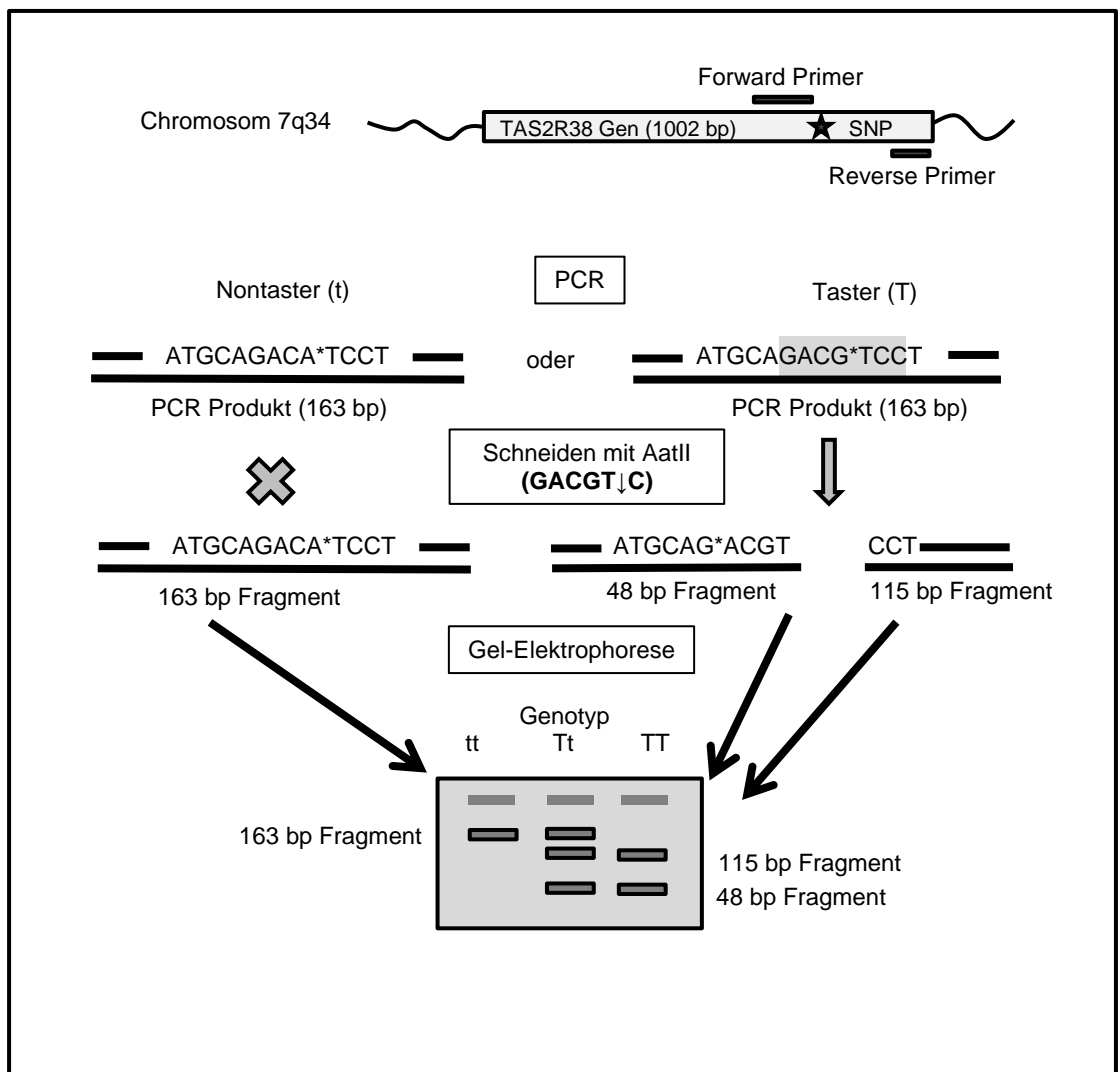 Forward Primer
Chromosom 7q34
TAS2R38 Gen (1002 bp)
SNP
Reverse Primer
PCR
Nontaster (t)
Taster (T)
ATGCAGACA*TCCT
oder
ATGCAGACG*TCCT
PCR Produkt (163 bp)
PCR Produkt (163 bp)
Schneiden mit AatII
(GACGT↓C)
ATGCAGACA*TCCT
ATGCAG*ACGT
CCT
163 bp Fragment
48 bp Fragment
115 bp Fragment
Gel-Elektrophorese
Genotyp
tt
Tt
TT
163 bp Fragment
115 bp Fragment
48 bp Fragment